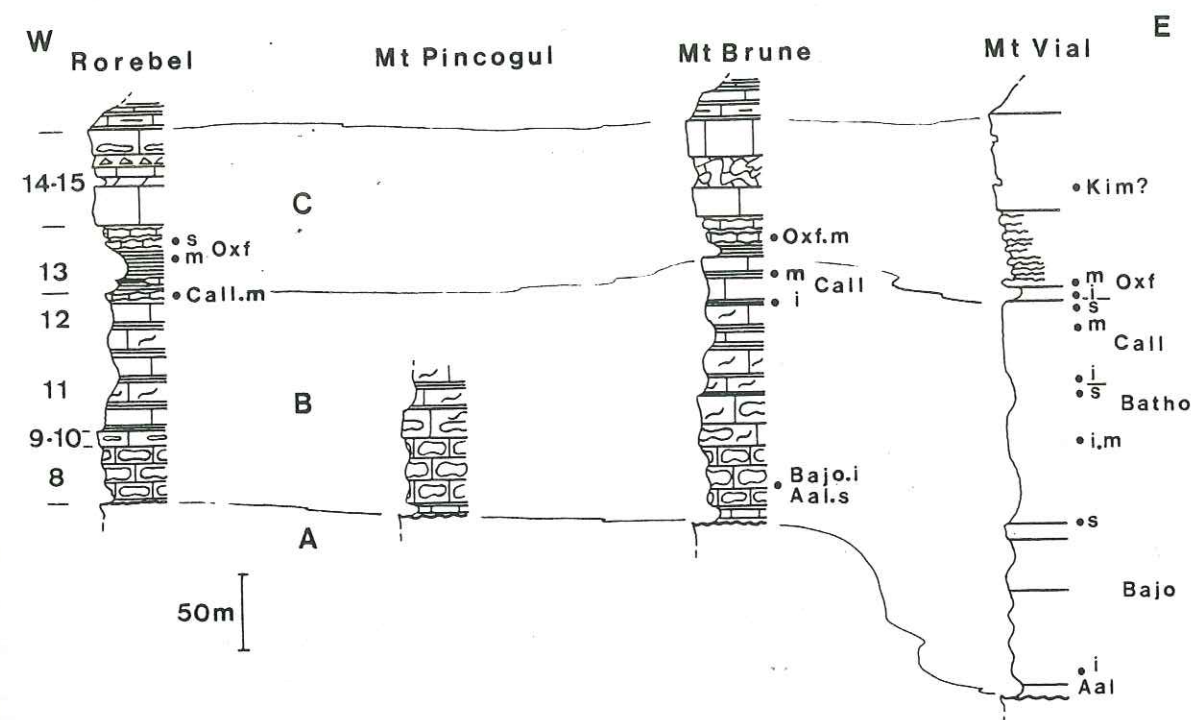 W
E
Rorebel
Mt Pincogul
Mt Brune
Mt Vial
14-15
13
12
11
9-10
8
C
B
A
s
m Oxf
Call.m
Oxf.m
m
Call
i
Bajo.i
Aal.s
Kim?
m
Oxf
i
s
m
Call
i
s
Batho
i.m
s
Bajo
i
Aal
50m